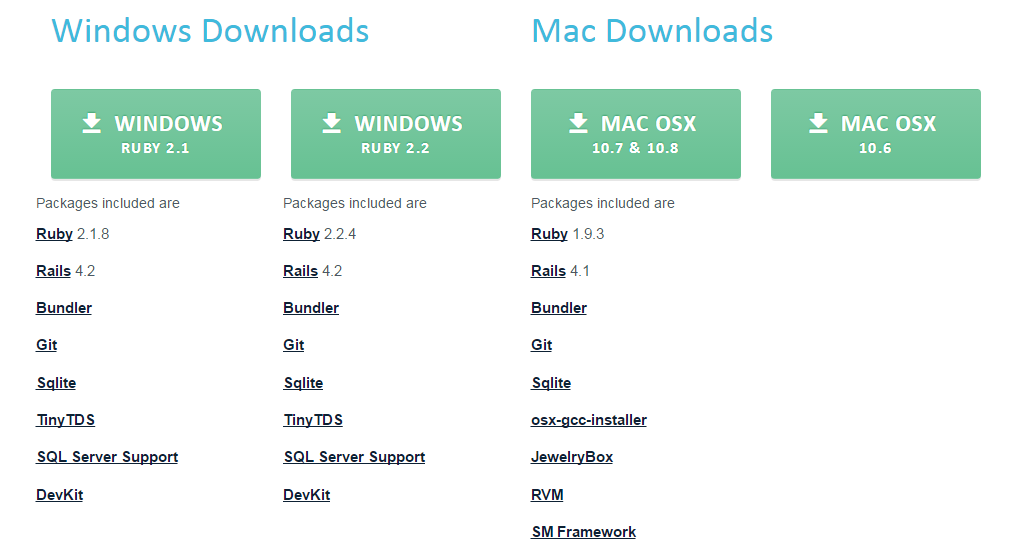 Windows Downloads
Mac Downloads
WINDOWS
RUBY 2.1
WINDOWS
RUBY 2.2
MAC OSX
10.7 & 10.8
MAC OSX
10.6
Packages included are
Ruby 2.1.8
Rails 4.2
Bundler
Git
Sqlite
TinyTDS
SQL Server Support
DevKit
Packages included are
Ruby 2.2.4
Rails 4.2
Bundler
Git
Sqlite
TinyTDS
SQL Server Support
DevKit
Packages included are
Ruby 1.9.3
Rails 4.1
Bundler
Git
Sqlite
osx-gcc-installer
JewelryBox
RVM
SM Framework